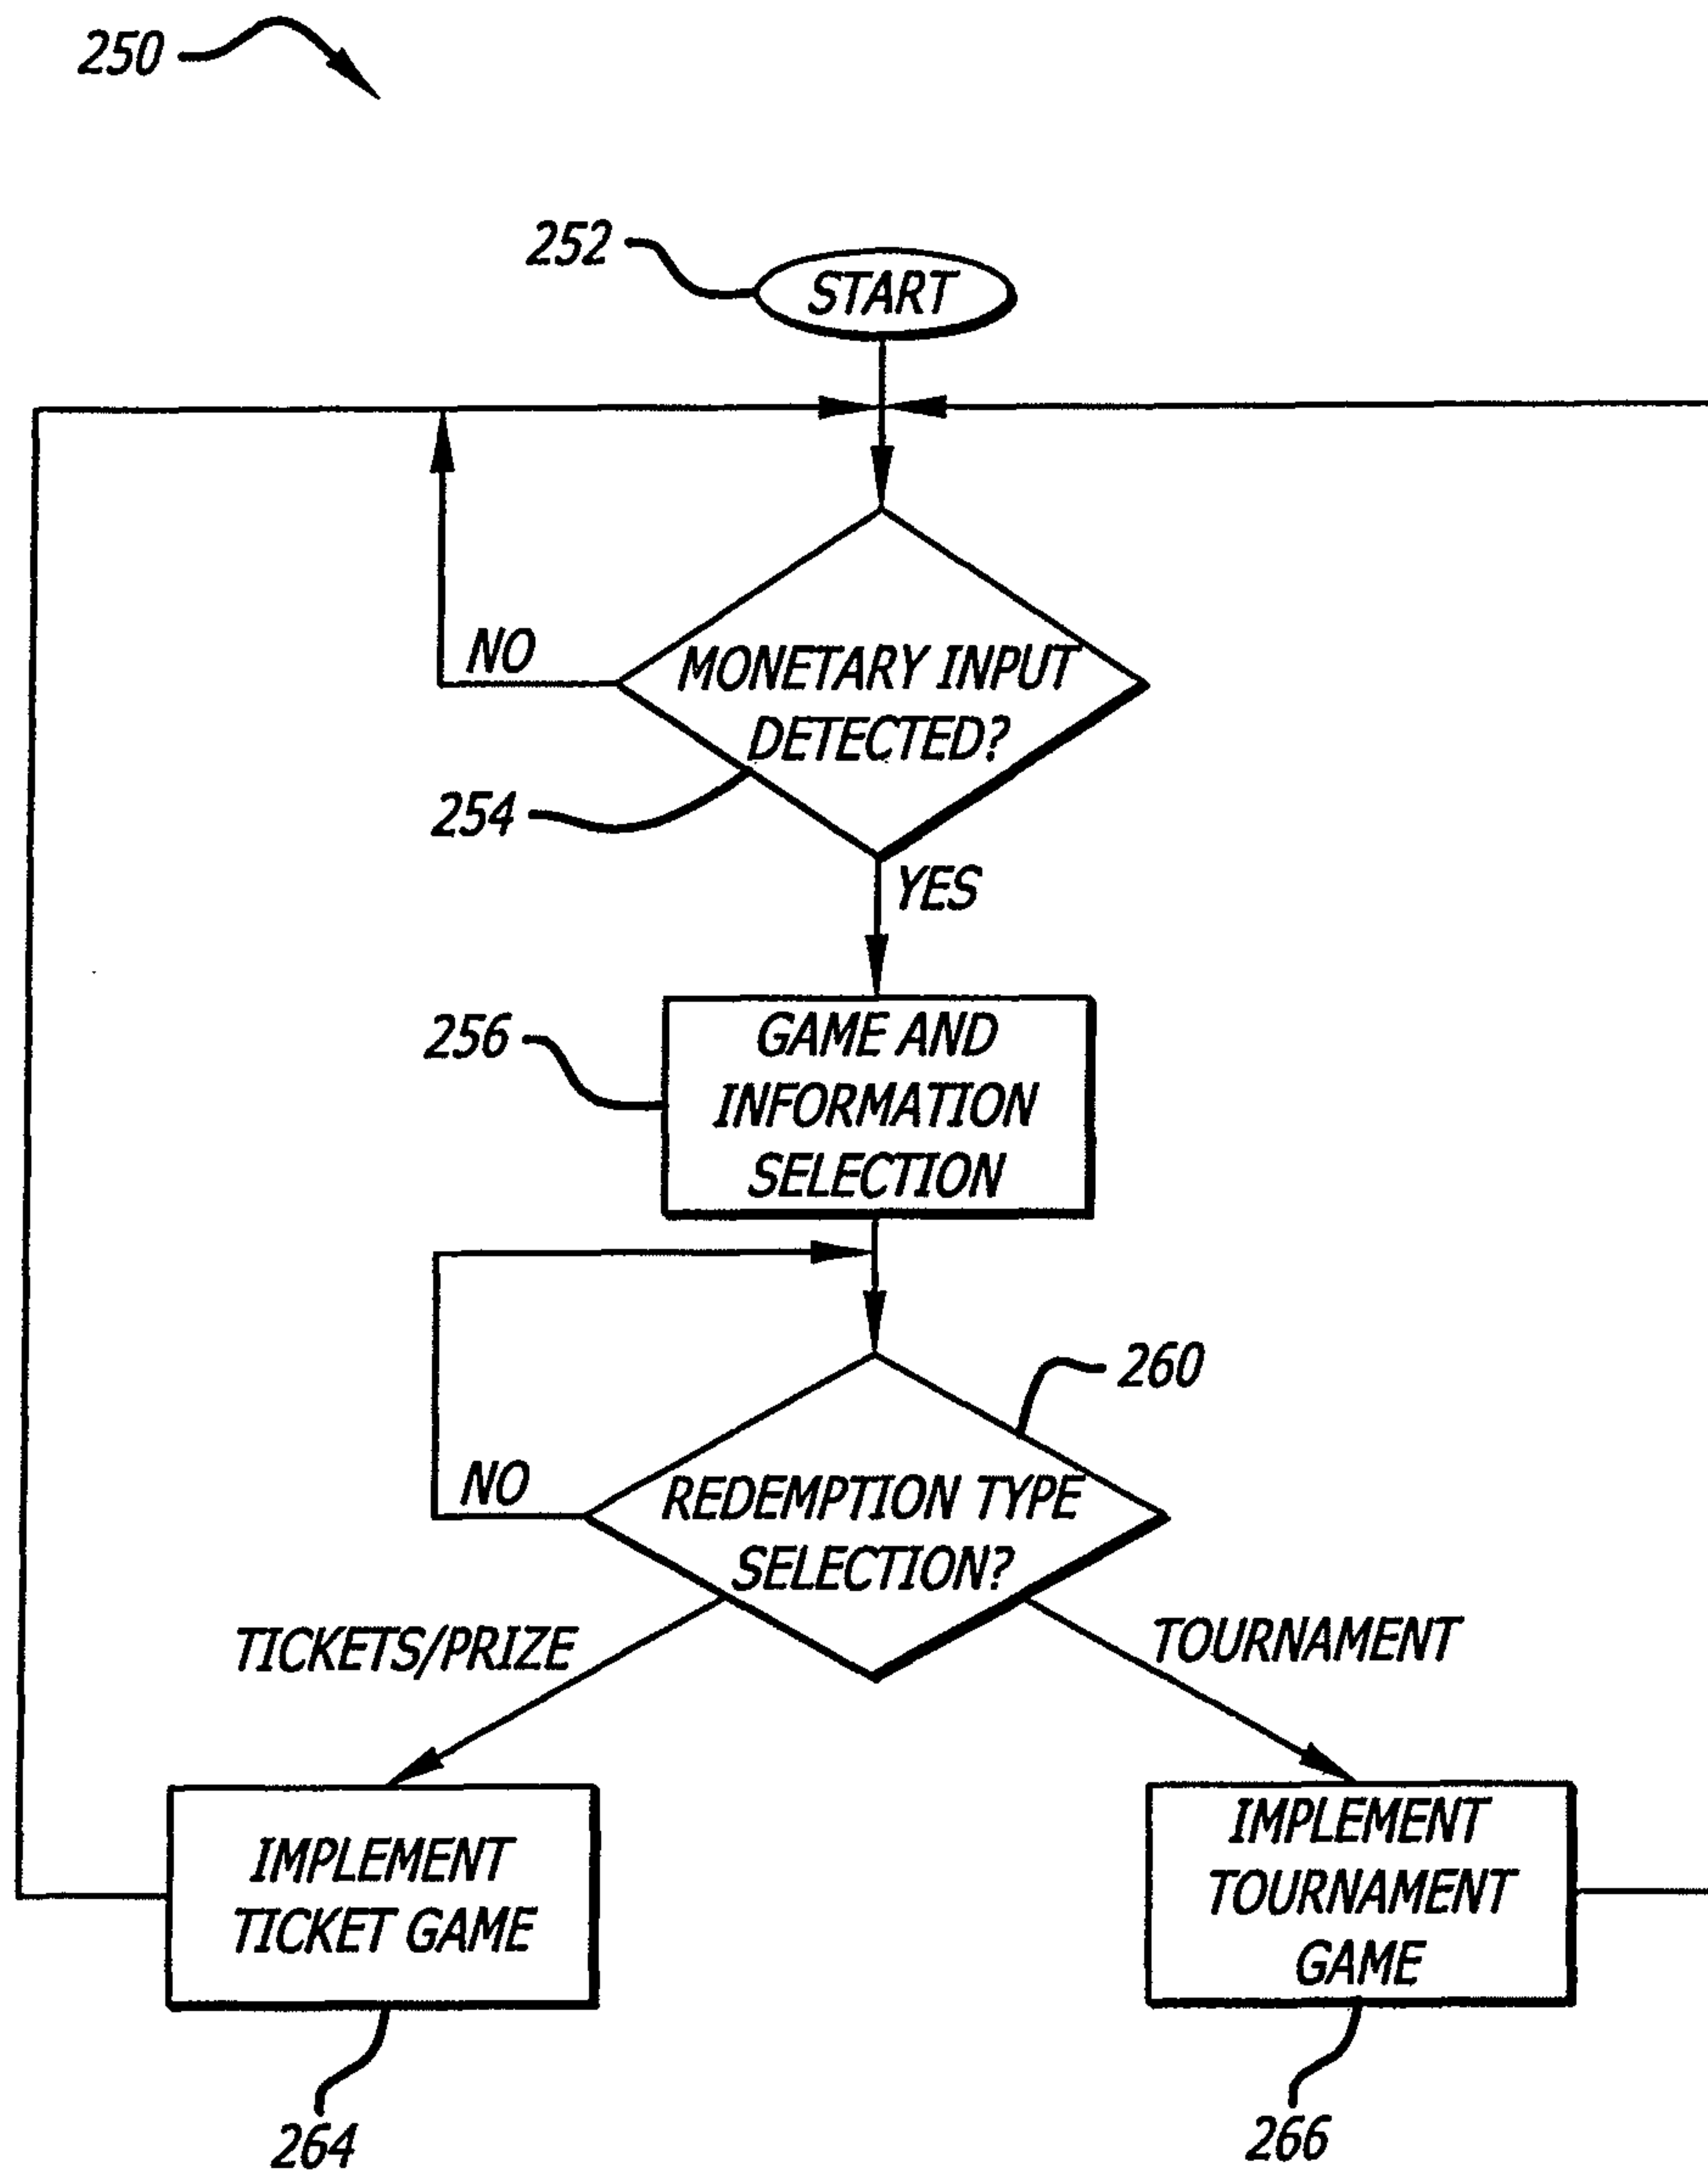 250
252
START
NO
MONETARY INPUT
DETECTED?
254
YES
256
GAME AND
INFORMATION
SELECTION
260
NO
REDEMPTION TYPE
SELECTION?
TICKETS/PRIZE
TOURNAMENT
IMPLEMENT
TICKET GAME
IMPLEMENT
TOURNAMENT
GAME
264
266